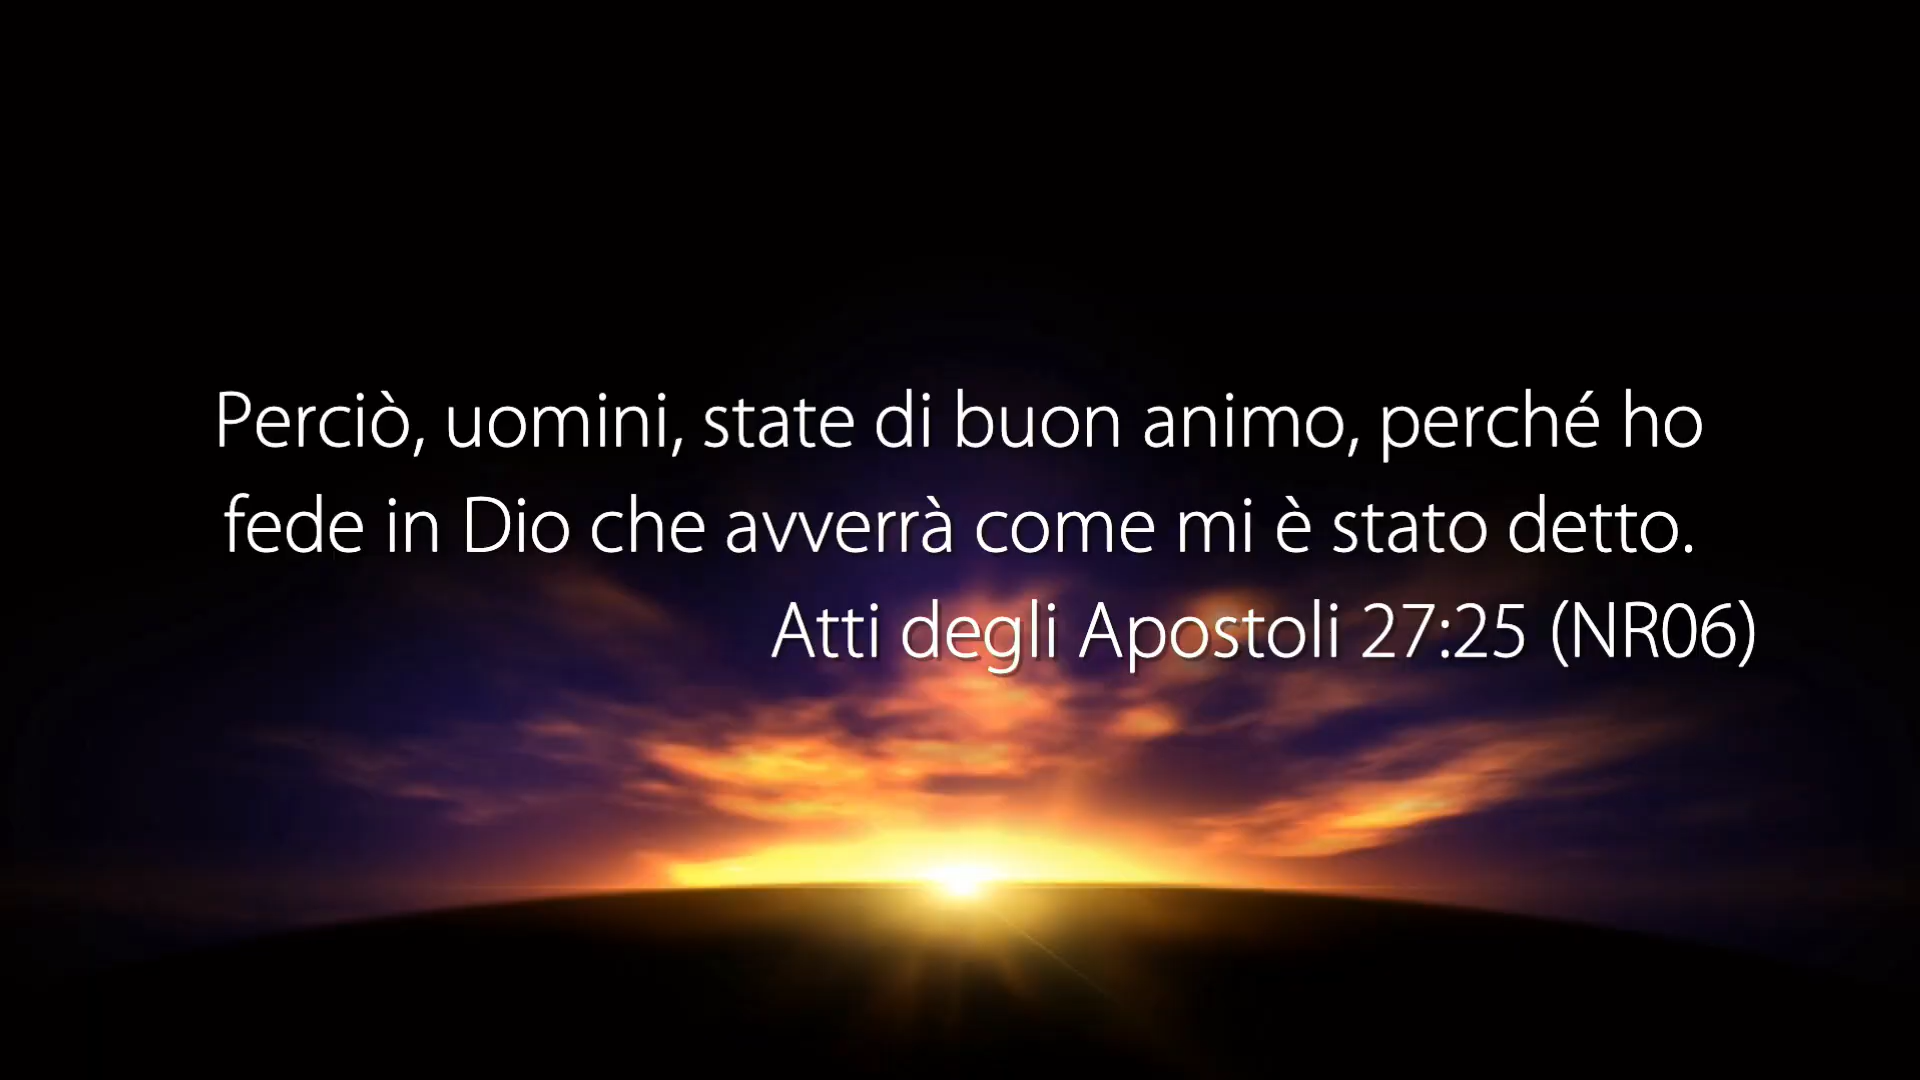 Perciò, uomini, state di buon animo, perché ho
fede in Dio che avverrà come mi è stato detto.
Atti degli Apostoli 27:25 (NR06)